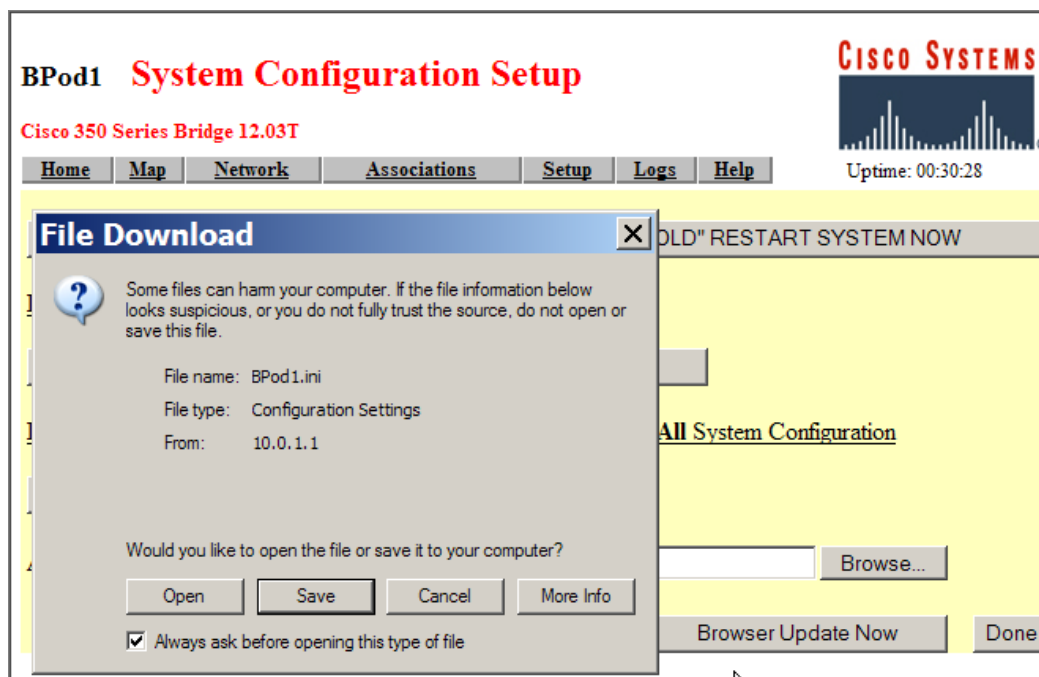 BPod1 System Configuration Setup
CISCO SYSTEMS
Cisco 350 Series Bridge 12.03T
Home Map Network Associations Setup Logs Help
Uptime: 00:30:28
File Download
OLD" RESTART SYSTEM NOW
Some files can harm your computer. If the file information below
looks suspicious, or you do not fully trust the source, do not open or
save this file.
File name: BPod1.ini
File type: Configuration Settings
From: 10.0.1.1
All System Configuration
Would you like to open the file or save it to your computer?
Browse...
Open Save Cancel More Info
Always ask before opening this type of file
Browser Update Now Done